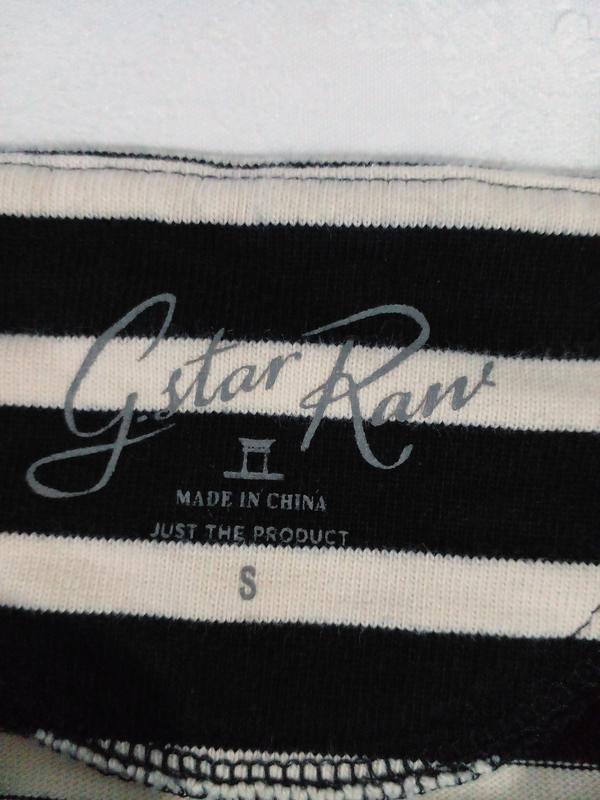 G.star Raw
MADE IN CHINA
JUST THE PRODUCT
S